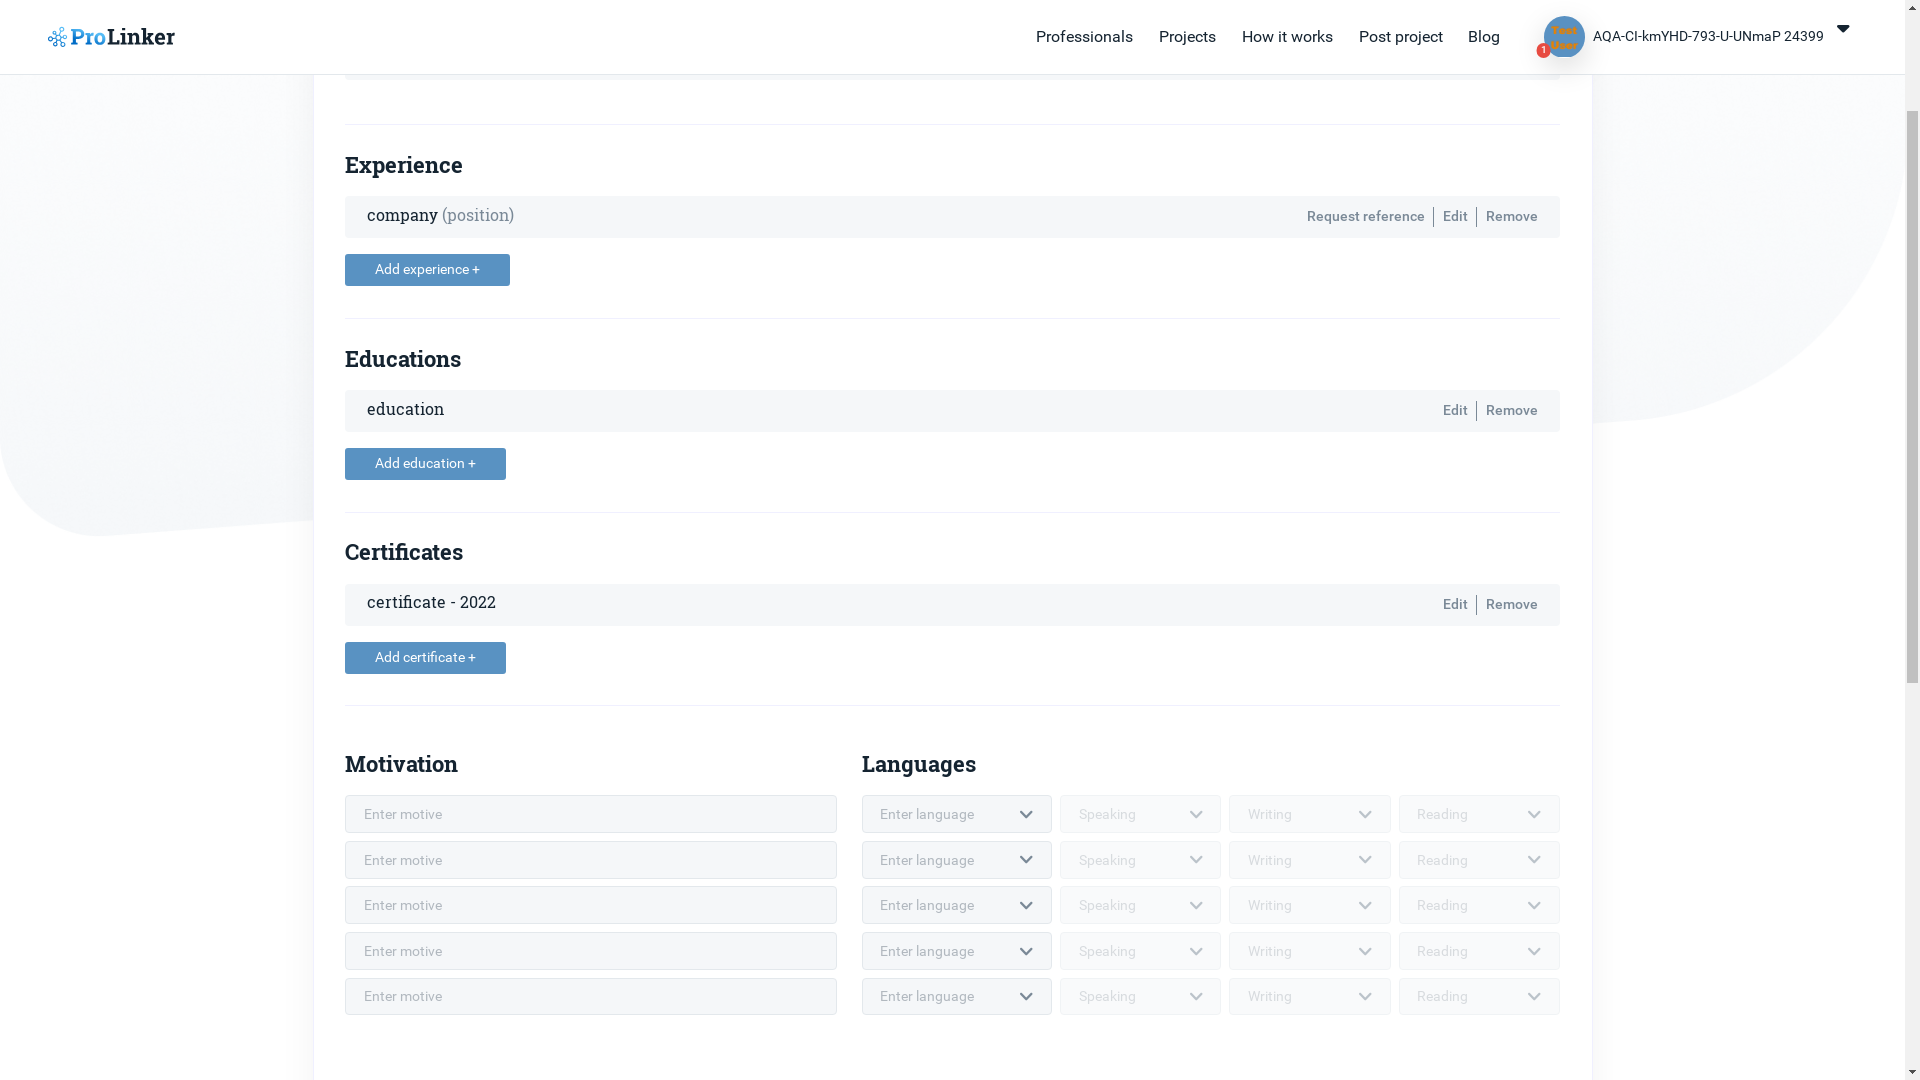 ProLinker
Professionals
Projects
How it works
Post project
Blog
Test User
1
AQA-CI-kmYHD-793-U-UNmaP 24399
Experience
company (position)
Request reference
Edit
Remove
Add experience +
Educations
education
Edit
Remove
Add education +
Certificates
certificate - 2022
Edit
Remove
Add certificate +
Motivation
Enter motive
Enter motive
Enter motive
Enter motive
Enter motive
Languages
Enter language Speaking Writing Reading
Enter language Speaking Writing Reading
Enter language Speaking Writing Reading
Enter language Speaking Writing Reading
Enter language Speaking Writing Reading